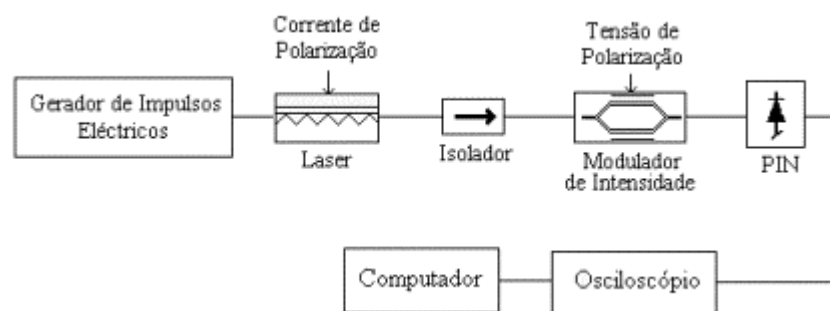 Corrente de
Polarização
Tensão de
Polarização
Gerador de Impulsos
Eléctricos
Laser
Isolador
Modulador
de Intensidade
PIN
Computador
Osciloscópio